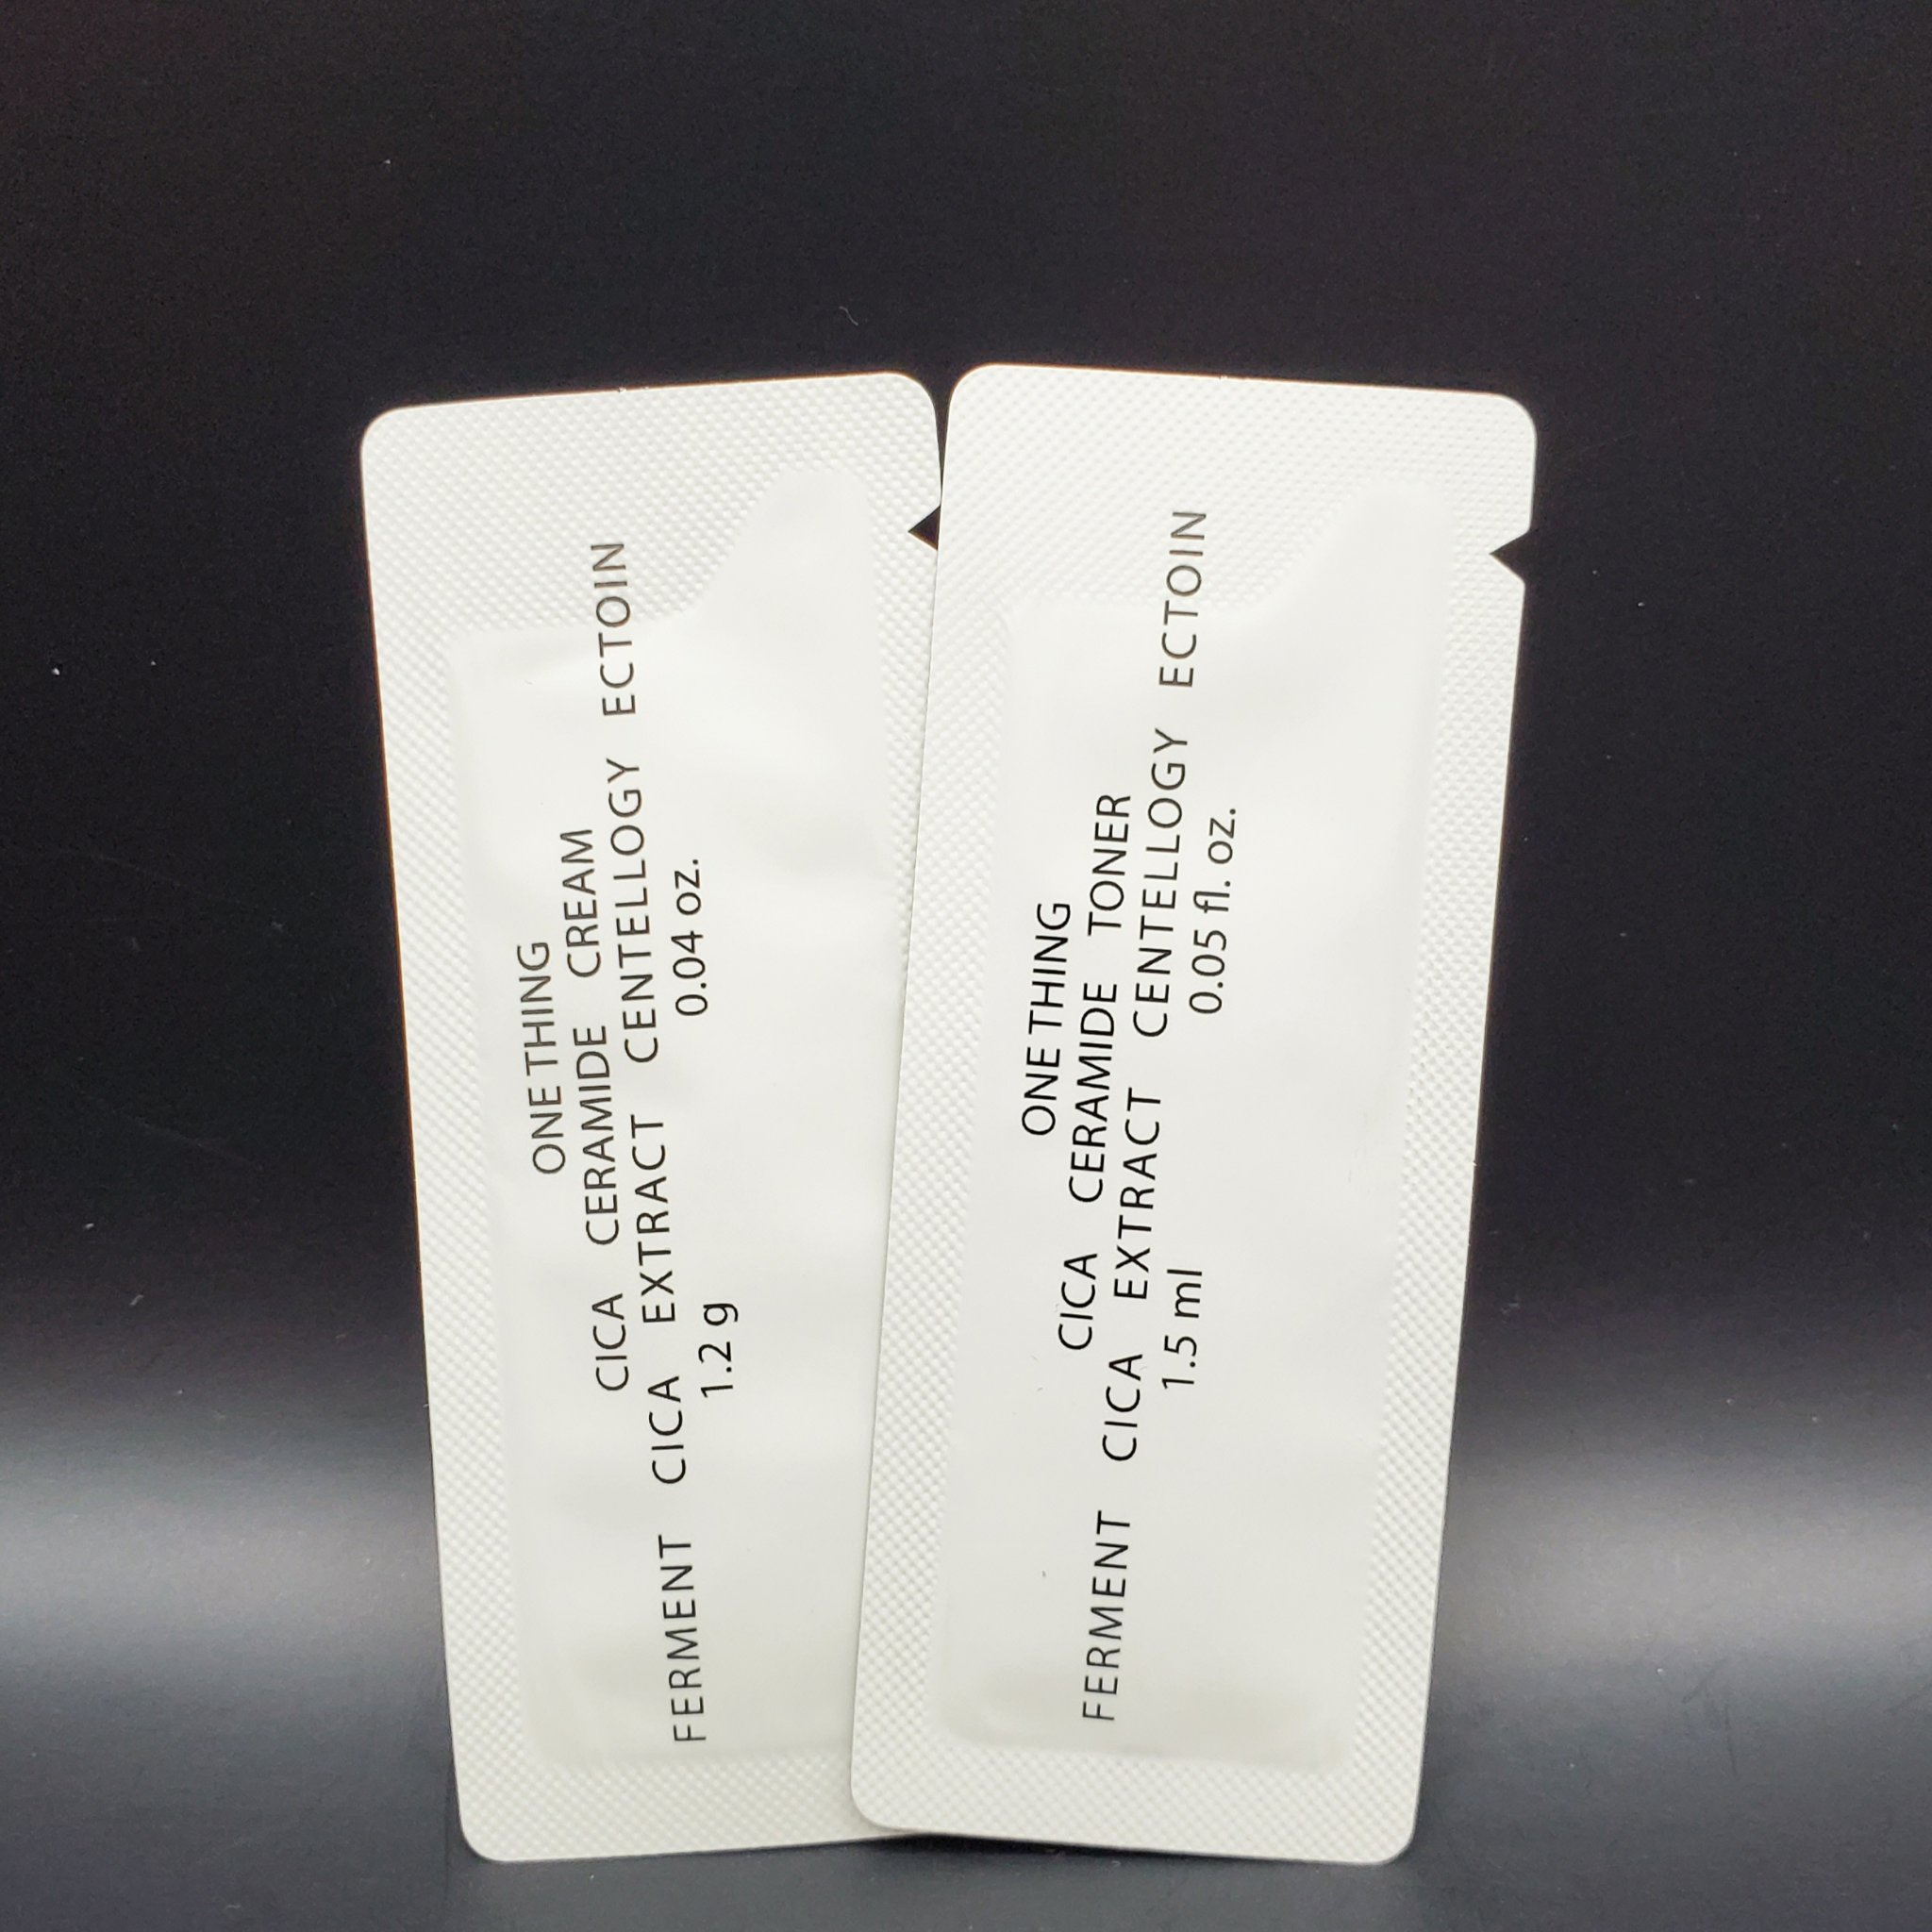 ONE THING
CICA CERAMIDE CREAM
FERMENT CICA EXTRACT CENTELLOGY ECTOIN
1.2 g 0.04 oz.
ONE THING
CICA CERAMIDE TONER
FERMENT CICA EXTRACT CENTELLOGY ECTOIN
1.5 ml 0.05 fl. oz.